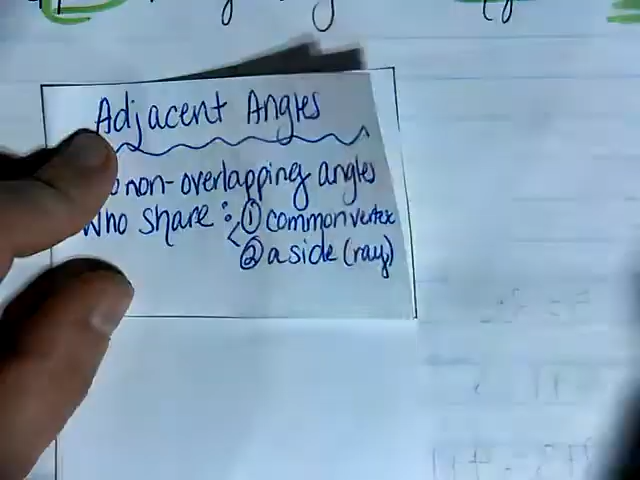 Adjacent Angles
non-overlapping angles
who share: ① common vertex
② a side (ray)